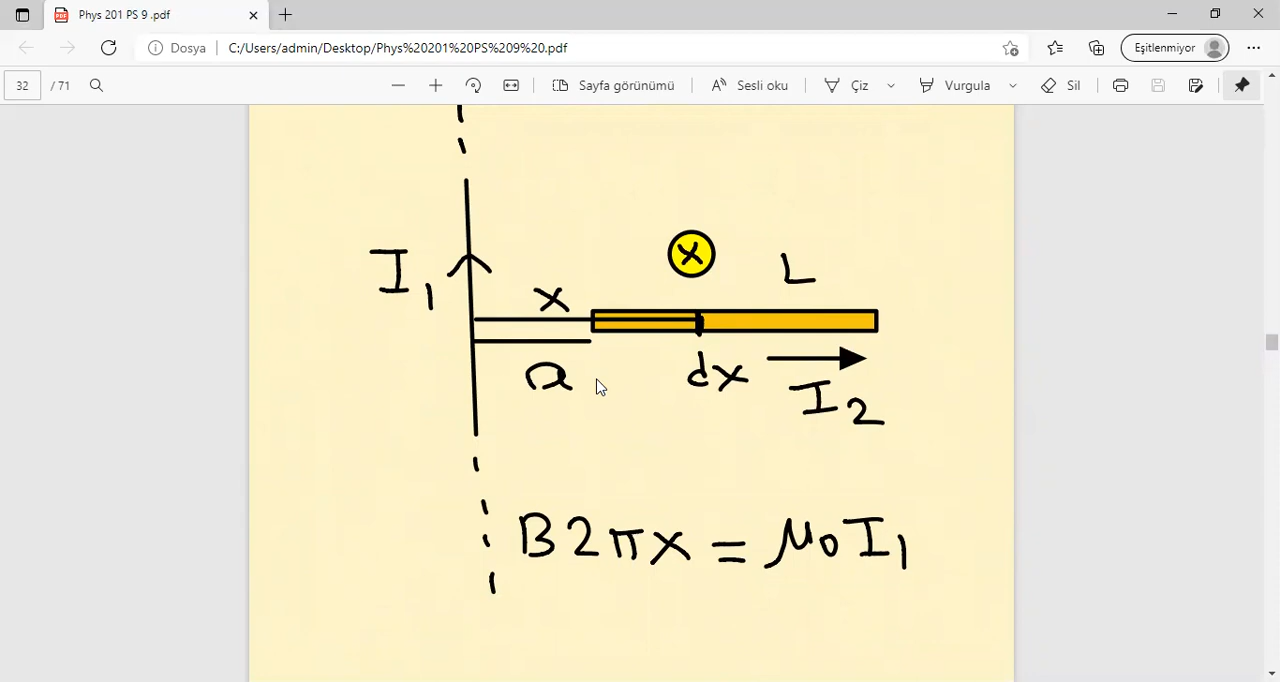 Phys 201 PS 9 .pdf
Dosya
C:/Users/admin/Desktop/Phys%20201%20PS%209%20.pdf
Eşitlenmiyor
32 / 71
Sayfa görünümü
Sesli oku
Çiz
Vurgula
Sil
I₁
x
x
L
a
dx
I₂
B2πx = μ₀I₁